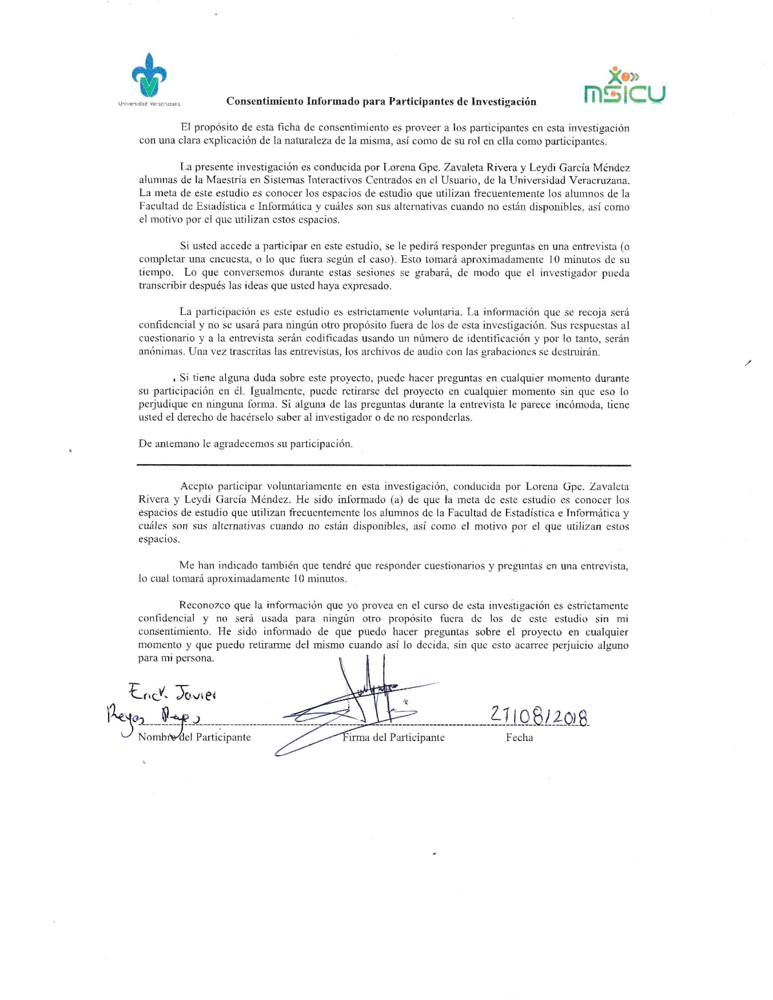 Universidad Veracruzana
MSICU
Consentimiento Informado para Participantes de Investigación
El propósito de esta ficha de consentimiento es proveer a los participantes en esta investigación
con una clara explicación de la naturaleza de la misma, así como de su rol en ella como participantes.
La presente investigación es conducida por Lorena Gpe. Zavaleta Rivera y Leydi García Méndez
alumnas de la Maestría en Sistemas Interactivos Centrados en el Usuario, de la Universidad Veracruzana.
La meta de este estudio es conocer los espacios de estudio que utilizan frecuentemente los alumnos de la
Facultad de Estadística e Informática y cuáles son sus alternativas cuando no están disponibles, así como
el motivo por el que utilizan estos espacios.
Si usted accede a participar en este estudio, se le pedirá responder preguntas en una entrevista (o
completar una encuesta, o lo que fuera según el caso). Esto tomará aproximadamente 10 minutos de su
tiempo. Lo que conversemos durante estas sesiones se grabará, de modo que el investigador pueda
transcribir después las ideas que usted haya expresado.
La participación es este estudio es estrictamente voluntaria. La información que se recoja será
confidencial y no se usará para ningún otro propósito fuera de los de esta investigación. Sus respuestas al
cuestionario y a la entrevista serán codificadas usando un número de identificación y por lo tanto, serán
anónimas. Una vez trascritas las entrevistas, los archivos de audio con las grabaciones se destruirán.
Si tiene alguna duda sobre este proyecto, puede hacer preguntas en cualquier momento durante
su participación en él. Igualmente, puede retirarse del proyecto en cualquier momento sin que eso lo
perjudique en ninguna forma. Si alguna de las preguntas durante la entrevista le parece incómoda, tiene
usted el derecho de hacérselo saber al investigador o de no responderlas.
De antemano le agradecemos su participación.
Acepto participar voluntariamente en esta investigación, conducida por Lorena Gpe. Zavaleta
Rivera y Leydi García Méndez. He sido informado (a) de que la meta de este estudio es conocer los
espacios de estudio que utilizan frecuentemente los alumnos de la Facultad de Estadística e Informática y
cuáles son sus alternativas cuando no están disponibles, así como el motivo por el que utilizan estos
espacios.
Me han indicado también que tendré que responder cuestionarios y preguntas en una entrevista,
lo cual tomará aproximadamente 10 minutos.
Reconozco que la información que yo provea en el curso de esta investigación es estrictamente
confidencial y no será usada para ningún otro propósito fuera de los de este estudio sin mi
consentimiento. He sido informado de que puedo hacer preguntas sobre el proyecto en cualquier
momento y que puedo retirarme del mismo cuando así lo decida, sin que esto acarree perjuicio alguno
para mi persona.
Erick Javier
Reyes 27/08/2018
Nombre del Participante Firma del Participante Fecha